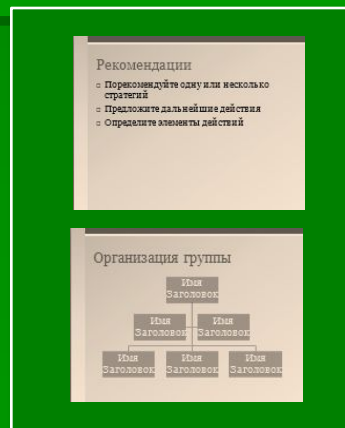 Рекомендации
▫ Порекомендуйте одну или несколько
стратегий
▫ Предложите дальнейшие действия
▫ Определите элементы действий
Организация группы
Имя
Заголовок
Имя
Заголовок
Имя
Заголовок
Имя
Заголовок
Имя
Заголовок
Имя
Заголовок